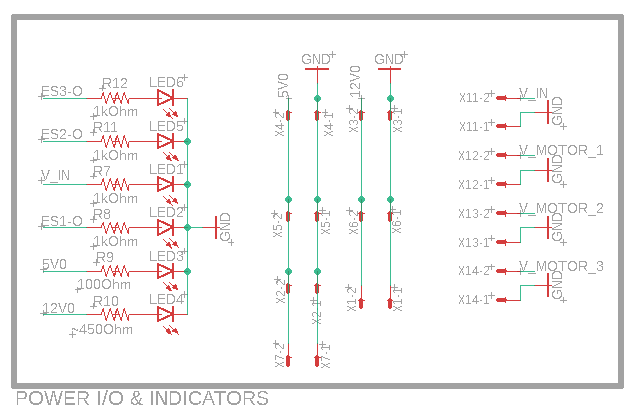 ES3-O R12 LED6
1kOhm
ES2-O R11 LED5
1kOhm
V_IN R7 LED1
1kOhm
ES1-O R8 LED2
1kOhm
GND
5V0 R9 LED3
100Ohm
12V0 R10 LED4
~450Ohm
GND GND
5V0 12V0
X4-2 X4-1 X3-2 X3-1
X5-2 X5-1 X6-2 X6-1
X2-2 X2-1 X1-2 X1-1
X7-2 X7-1
X11-2 V_IN
GND
X11-1
X12-2 V_MOTOR_1
GND
X12-1
X13-2 V_MOTOR_2
GND
X13-1
X14-2 V_MOTOR_3
GND
X14-1
POWER I/O & INDICATORS